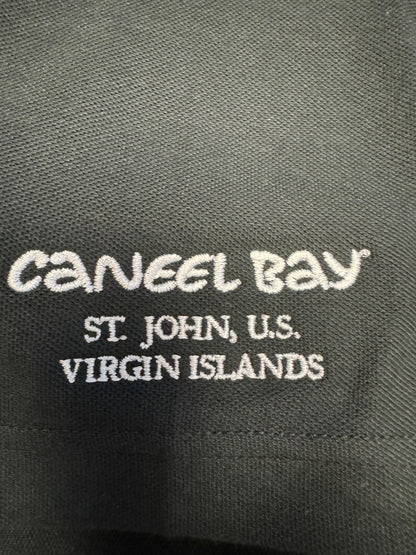 CANEEL BAY®
ST. JOHN, U.S.
VIRGIN ISLANDS